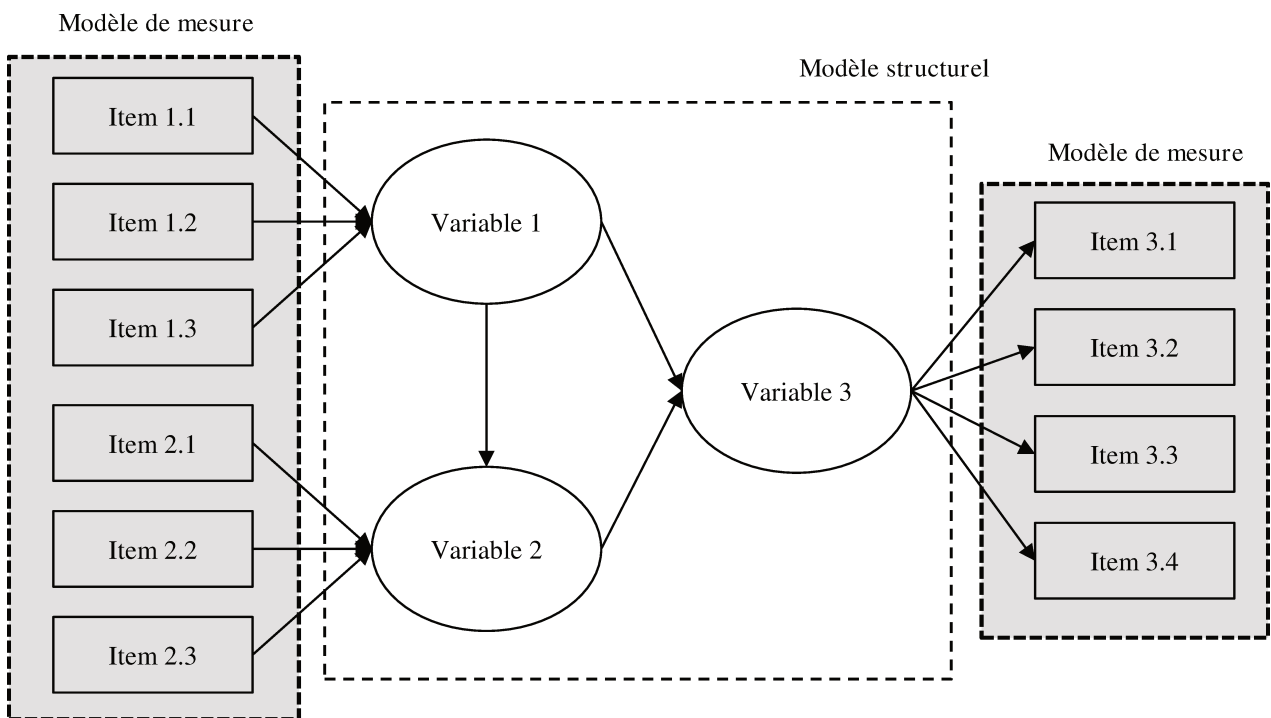 Modèle de mesure
Item 1.1
Item 1.2
Item 1.3
Item 2.1
Item 2.2
Item 2.3
Modèle structurel
Variable 1
Variable 2
Variable 3
Modèle de mesure
Item 3.1
Item 3.2
Item 3.3
Item 3.4